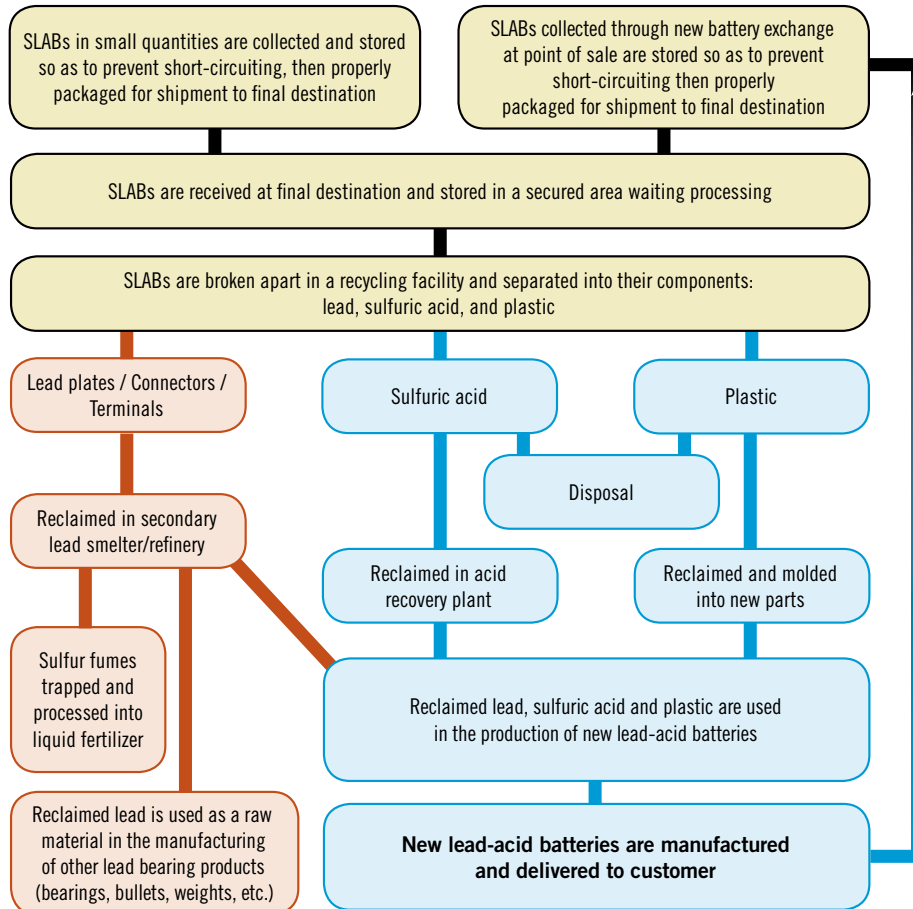 SLABs in small quantities are collected and stored
so as to prevent short-circuiting, then properly
packaged for shipment to final destination
SLABs collected through new battery exchange
at point of sale are stored so as to prevent
short-circuiting then properly
packaged for shipment to final destination
SLABs are received at final destination and stored in a secured area waiting processing
SLABs are broken apart in a recycling facility and separated into their components:
lead, sulfuric acid, and plastic
Lead plates / Connectors /
Terminals
Sulfuric acid
Plastic
Disposal
Reclaimed in secondary
lead smelter/refinery
Reclaimed in acid
recovery plant
Reclaimed and molded
into new parts
Sulfur fumes
trapped and
processed into
liquid fertilizer
Reclaimed lead, sulfuric acid and plastic are used
in the production of new lead-acid batteries
Reclaimed lead is used as a raw
material in the manufacturing
of other lead bearing products
(bearings, bullets, weights, etc.)
New lead-acid batteries are manufactured
and delivered to customer